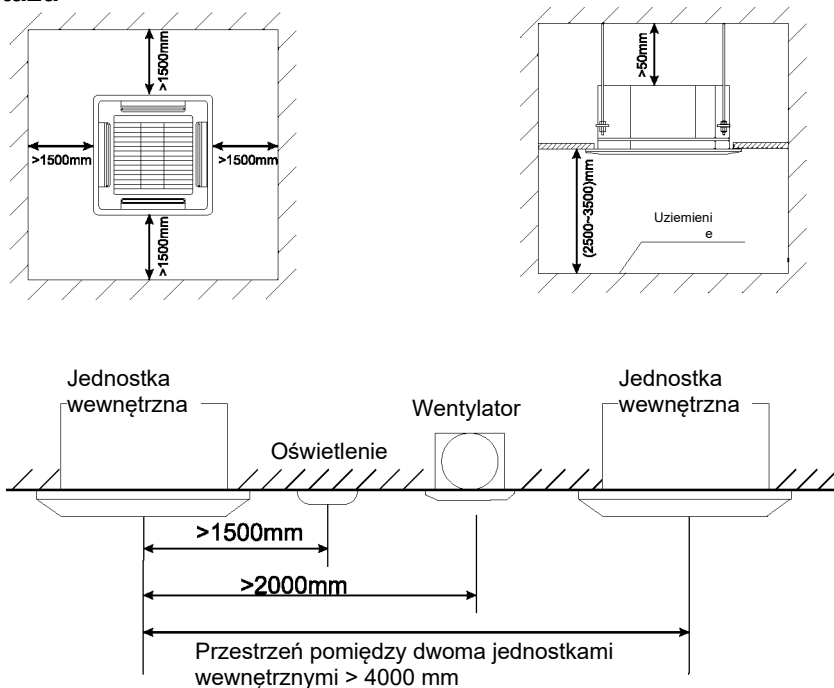 >1500mm
>1500mm
>1500mm
>1500mm
>50mm
(2500~3500)mm
Uziemieni
e
Jednostka
wewnętrzna
Jednostka
wewnętrzna
Wentylator
Oświetlenie
>1500mm
>2000mm
Przestrzeń pomiędzy dwoma jednostkami
wewnętrznymi > 4000 mm